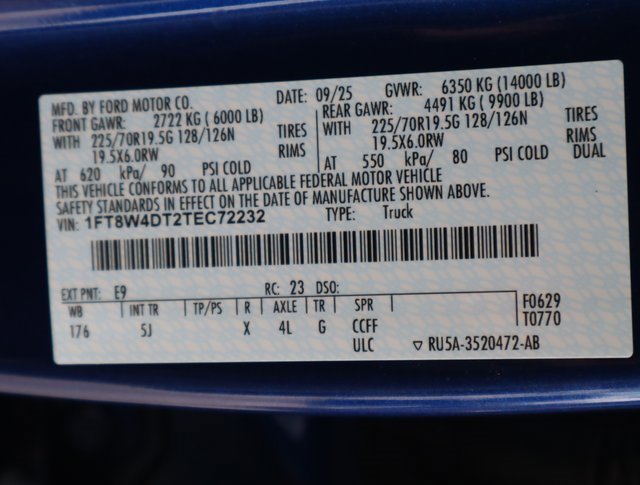 MFD. BY FORD MOTOR CO. DATE: 09/25 GVWR: 6350 KG (14000 LB)
FRONT GAWR: 2722 KG (6000 LB) REAR GAWR: 4491 KG (9900 LB)
WITH 225/70R19.5G 128/126N TIRES WITH 225/70R19.5G 128/126N TIRES
19.5X6.0RW RIMS 19.5X6.0RW RIMS
AT 620 kPa/ 90 PSI COLD AT 550 kPa/ 80 PSI COLD DUAL
THIS VEHICLE CONFORMS TO ALL APPLICABLE FEDERAL MOTOR VEHICLE
SAFETY STANDARDS IN EFFECT ON THE DATE OF MANUFACTURE SHOWN ABOVE.
VIN: 1FT8W4DT2TEC72232 TYPE: Truck
EXT PNT: E9 RC: 23 DSO:
WB INT TR TP/PS R AXLE TR SPR F0629
176 5J X 4L G CCFF T0770
ULC ▽ RU5A-3520472-AB